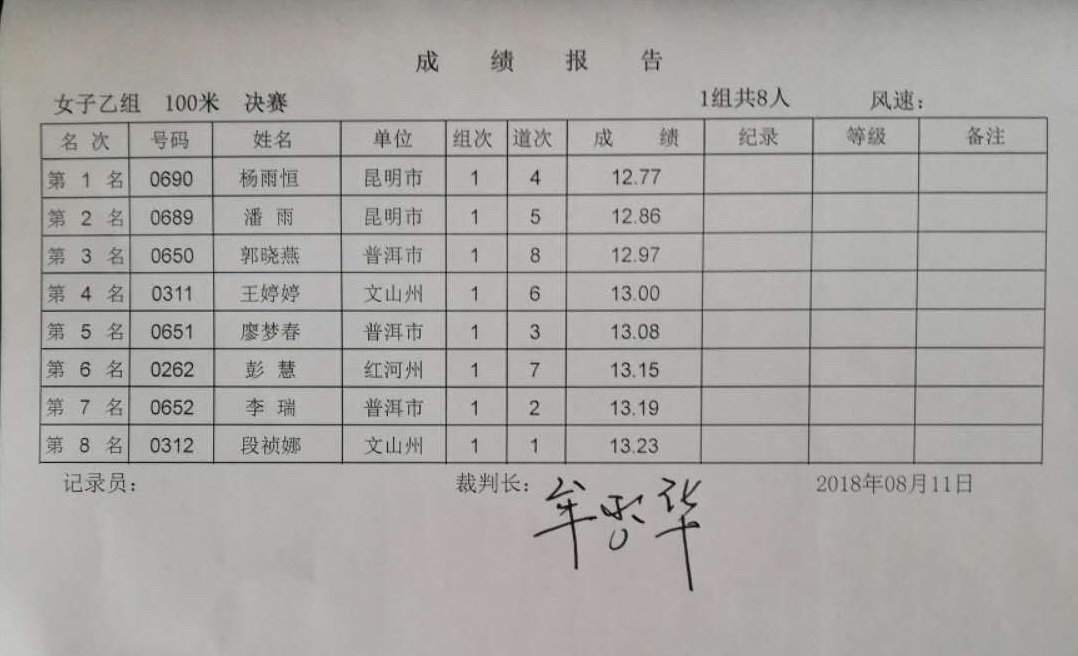 成 绩 报 告
女子乙组 100米 决赛 1组共8人 风速：
名 次 号码 姓名 单位 组次 道次 成 绩 纪录 等级 备注
第 1 名 0690 杨雨恒 昆明市 1 4 12.77
第 2 名 0689 潘 雨 昆明市 1 5 12.86
第 3 名 0650 郭晓燕 普洱市 1 8 12.97
第 4 名 0311 王婷婷 文山州 1 6 13.00
第 5 名 0651 廖梦春 普洱市 1 3 13.08
第 6 名 0262 彭 慧 红河州 1 7 13.15
第 7 名 0652 李 瑞 普洱市 1 2 13.19
第 8 名 0312 段祯娜 文山州 1 1 13.23
记录员： 裁判长： 2018年08月11日